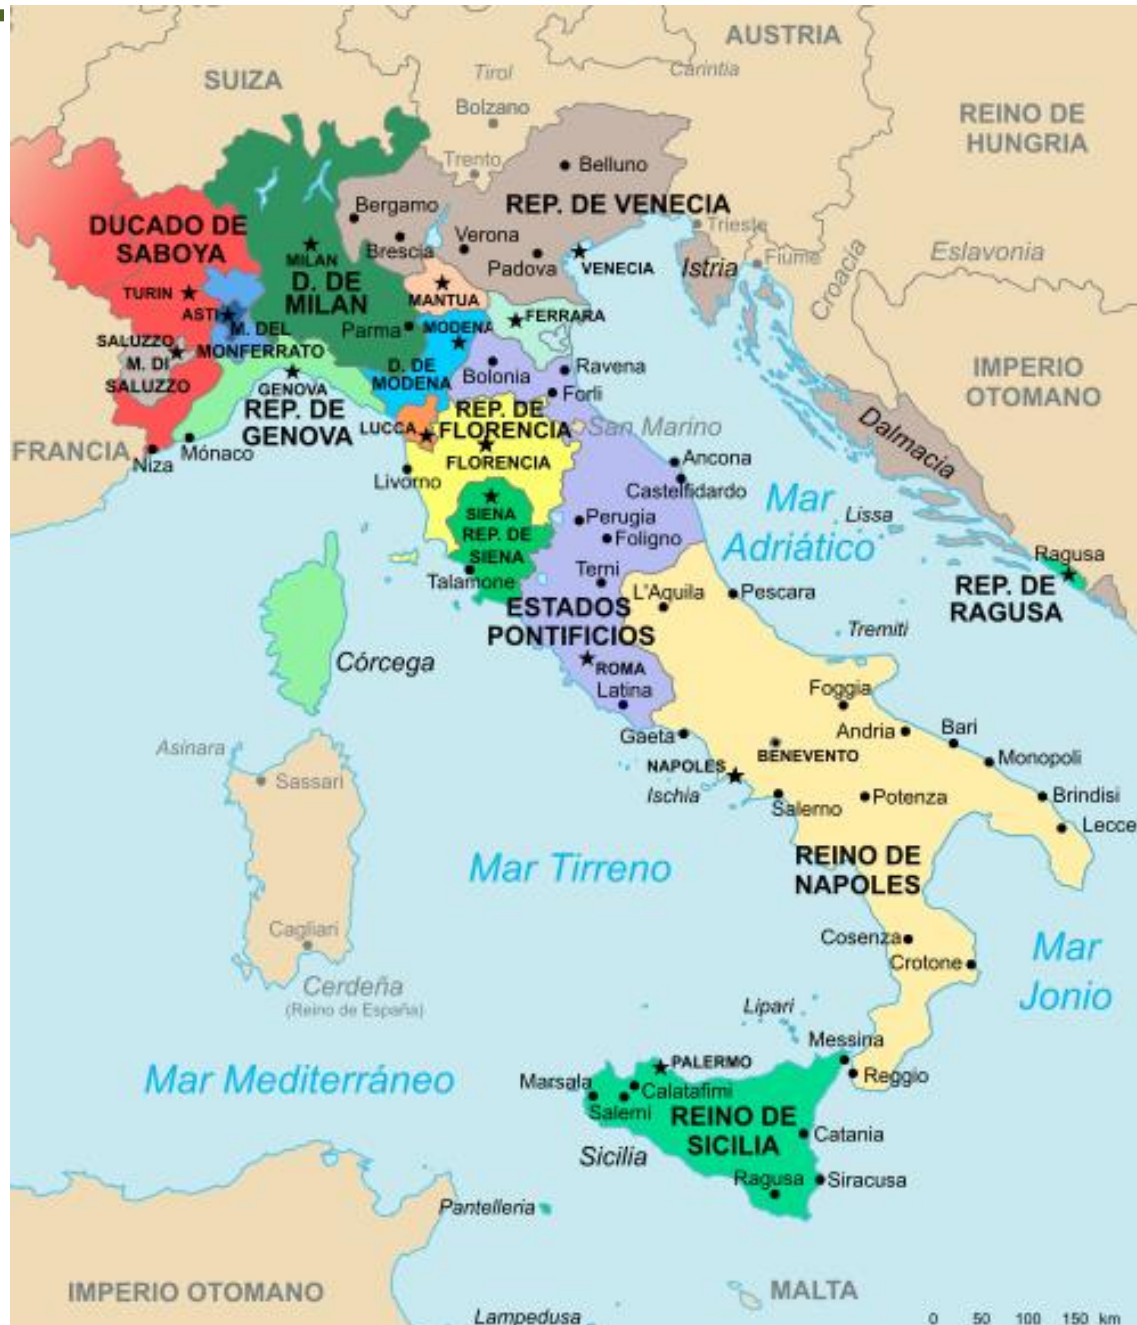 AUSTRIA
SUIZA
Tirol
Carintia
Bolzano
REINO DE
HUNGRIA
Trento
Belluno
Bergamo
REP. DE VENECIA
DUCADO DE
SABOYA
Trieste
Verona
Brescia
Padova
VENECIA
Istria
Fiume
Croacia
Eslavonia
MILAN
D. DE
MILAN
TURIN
MANTUA
ASTI
FERRARA
Parma
MODENA
M. DEL
MONFERRATO
SALUZZO
M. DI
SALUZZO
D. DE
MODENA
Bolonia
Ravena
IMPERIO
OTOMANO
GENOVA
REP. DE
GENOVA
Forli
REP. DE
FLORENCIA
LUCCA
San Marino
Dalmacia
FRANCIA
Niza
Mónaco
FLORENCIA
Livorno
Ancona
Castelfidardo
Mar
Adriático
SIENA
REP. DE
SIENA
Perugia
Foligno
Lissa
Talamone
Terni
L'Aquila
Pescara
Ragusa
REP. DE
RAGUSA
ESTADOS
PONTIFICIOS
Tremiti
Córcega
ROMA
Latina
Foggia
Gaeta
Andria
Bari
Asinara
BENEVENTO
Monopoli
NAPOLES
Sassari
Ischia
Salerno
Potenza
Brindisi
Lecce
Mar Tirreno
REINO DE
NAPOLES
Cagliari
Cosenza
Crotone
Mar
Jonio
Cerdeña
(Reino de España)
Lipari
Messina
Reggio
Mar Mediterráneo
PALERMO
Marsala
Calatafimi
Salemi
REINO DE
SICILIA
Catania
Sicilia
Ragusa
Siracusa
Pantelleria
IMPERIO OTOMANO
MALTA
Lampedusa
0 50 100 150 km